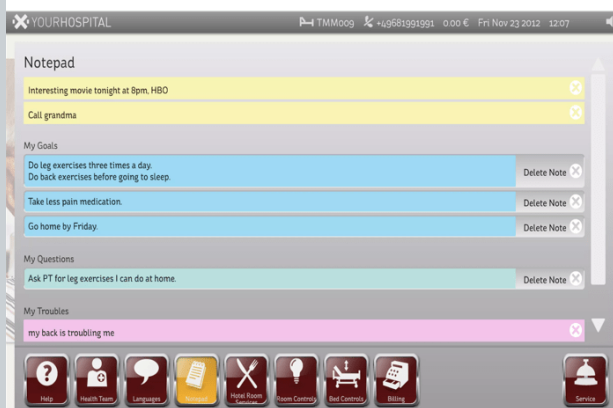 YOURHOSPITAL
TMM009 +49681991991 0.00 € Fri Nov 23 2012 12:07
Notepad
Interesting movie tonight at 8pm, HBO
Call grandma
My Goals
Do leg exercises three times a day.
Do back exercises before going to sleep.
Delete Note
Take less pain medication.
Delete Note
Go home by Friday.
Delete Note
My Questions
Ask PT for leg exercises I can do at home.
Delete Note
My Troubles
my back is troubling me
Help
Health Team
Languages
Notepad
Hotel Room
Services
Room Controls
Bed Controls
Billing
Service